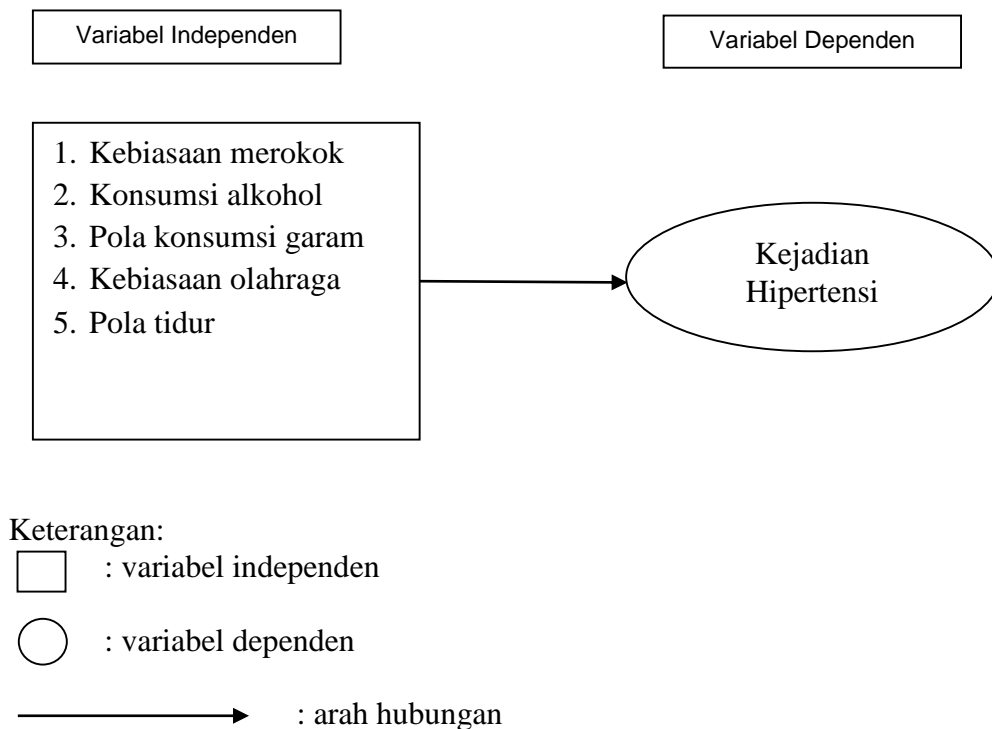 Variabel Independen
Variabel Dependen
1. Kebiasaan merokok
2. Konsumsi alkohol
3. Pola konsumsi garam
4. Kebiasaan olahraga
5. Pola tidur
Kejadian
Hipertensi
Keterangan:
: variabel independen
: variabel dependen
: arah hubungan